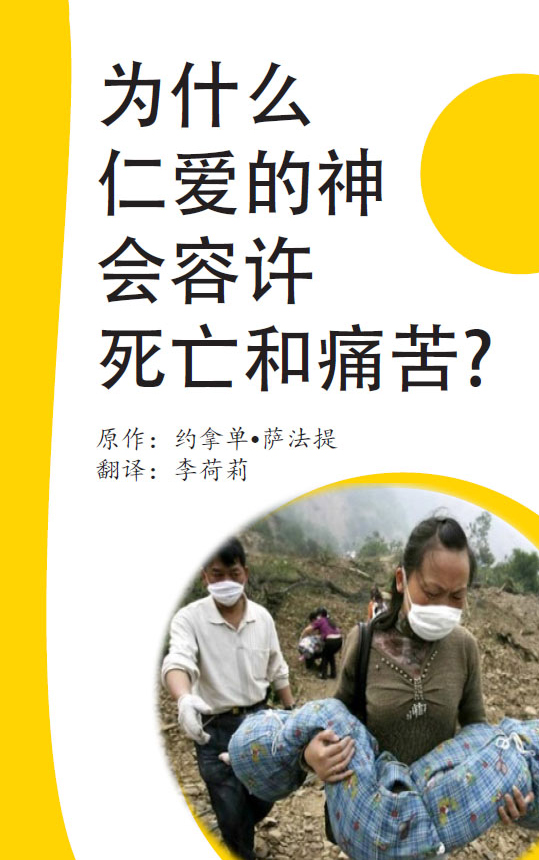 为什么
仁爱的神
会容许
死亡和痛苦?
原作：约拿单•萨法提
翻译：李荷莉